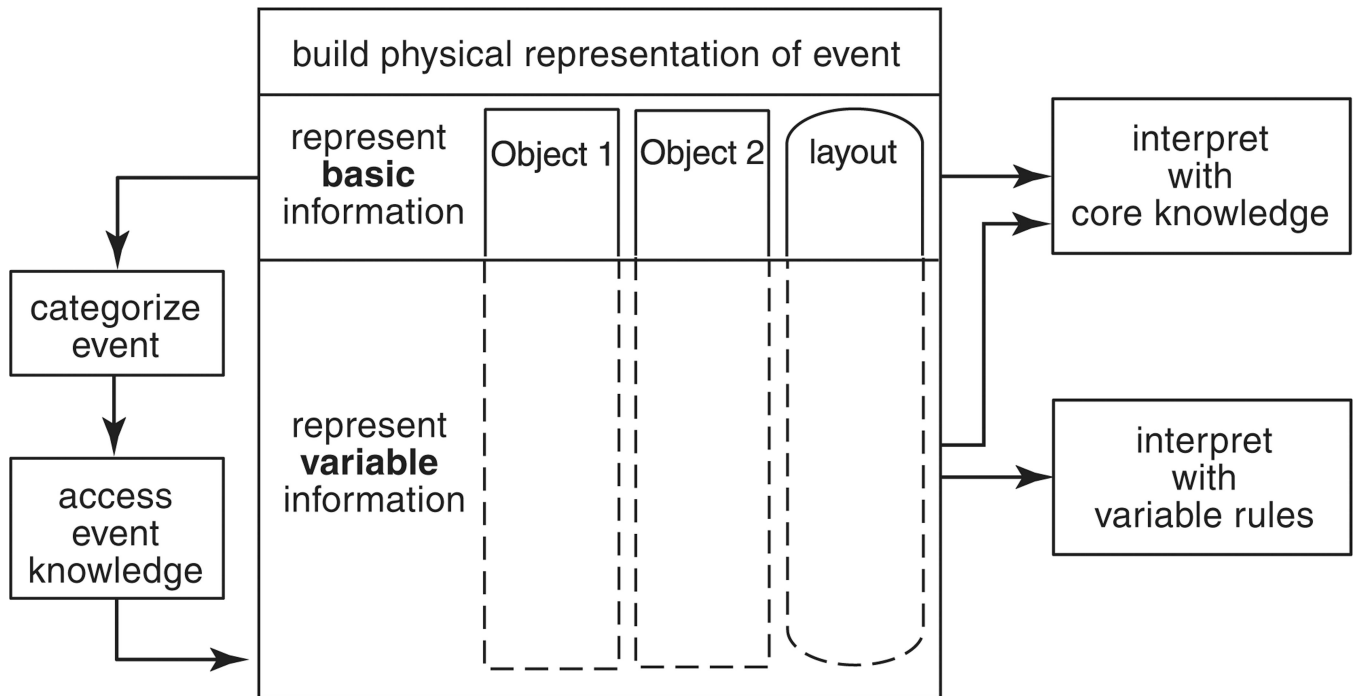 build physical representation of event
represent
basic
information
Object 1
Object 2
layout
interpret
with
core knowledge
categorize
event
represent
variable
information
access
event
knowledge
interpret
with
variable rules